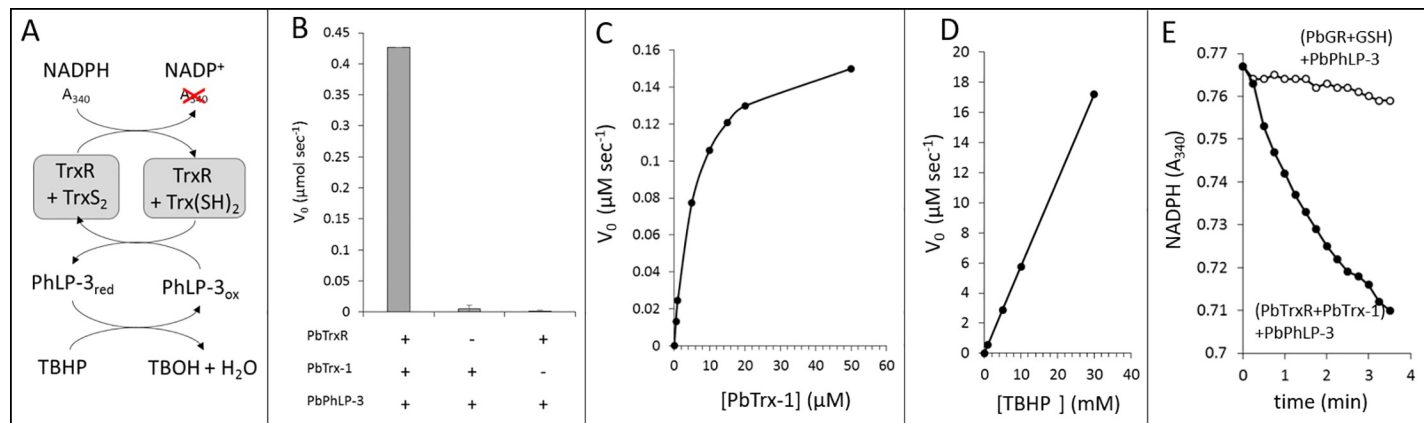 A
NADPH NADP+
A340 A340
TrxR TrxR
+ TrxS2 + Trx(SH)2
PhLP-3red PhLP-3ox
TBHP TBOH + H2O
B
V0 (µmol sec-1)
0.45
0.4
0.35
0.3
0.25
0.2
0.15
0.1
0.05
0
PbTrxR + - +
PbTrx-1 + + -
PbPhLP-3 + + +
C
V0 (µM sec-1)
0.16
0.14
0.12
0.1
0.08
0.06
0.04
0.02
0
0 10 20 30 40 50 60
[PbTrx-1] (µM)
D
V0 (µM sec-1)
20
18
16
14
12
10
8
6
4
2
0
0 10 20 30 40
[TBHP ] (mM)
E
NADPH (A340)
0.77
0.76
0.75
0.74
0.73
0.72
0.71
0.7
(PbGR+GSH)
+PbPhLP-3
(PbTrxR+PbTrx-1)
+PbPhLP-3
0 1 2 3 4
time (min)